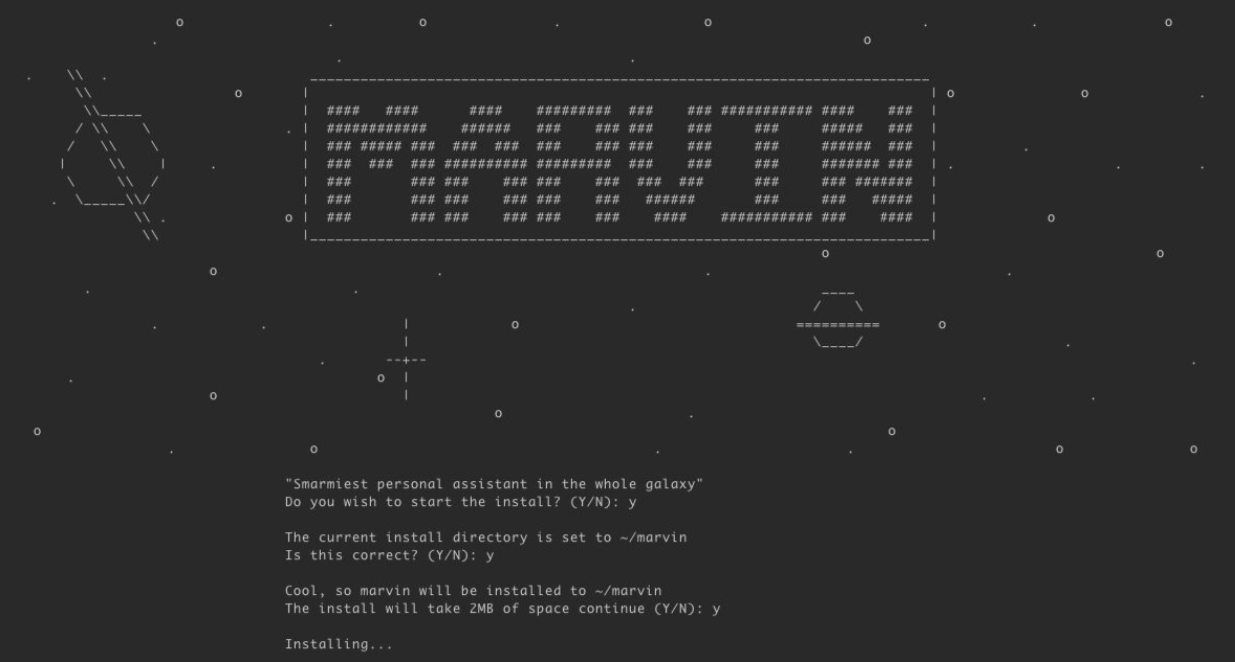 MARVIN
"Smarmiest personal assistant in the whole galaxy"
Do you wish to start the install? (Y/N): y
The current install directory is set to ~/marvin
Is this correct? (Y/N): y
Cool, so marvin will be installed to ~/marvin
The install will take 2MB of space continue (Y/N): y
Installing...